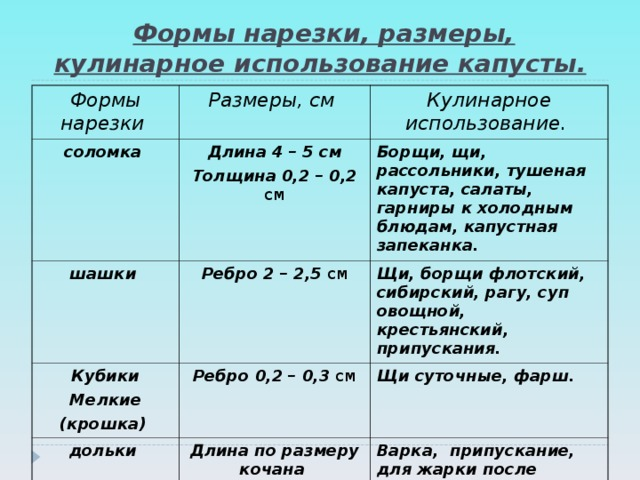 Формы нарезки, размеры,
кулинарное использование капусты.
Формы
нарезки
Размеры, см
Кулинарное
использование.
соломка
Длина 4 – 5 см
Толщина 0,2 – 0,2
см
Борщи, щи,
рассольники, тушеная
капуста, салаты,
гарниры к холодным
блюдам, капустная
запеканка.
шашки
Ребро 2 – 2,5 см
Щи, борщи флотский,
сибирский, рагу, суп
овощной,
крестьянский,
припускания.
Кубики
Мелкие
(крошка)
Ребро 0,2 – 0,3 см
Щи суточные, фарш.
дольки
Длина по размеру
кочана
Варка, припускание,
для жарки после